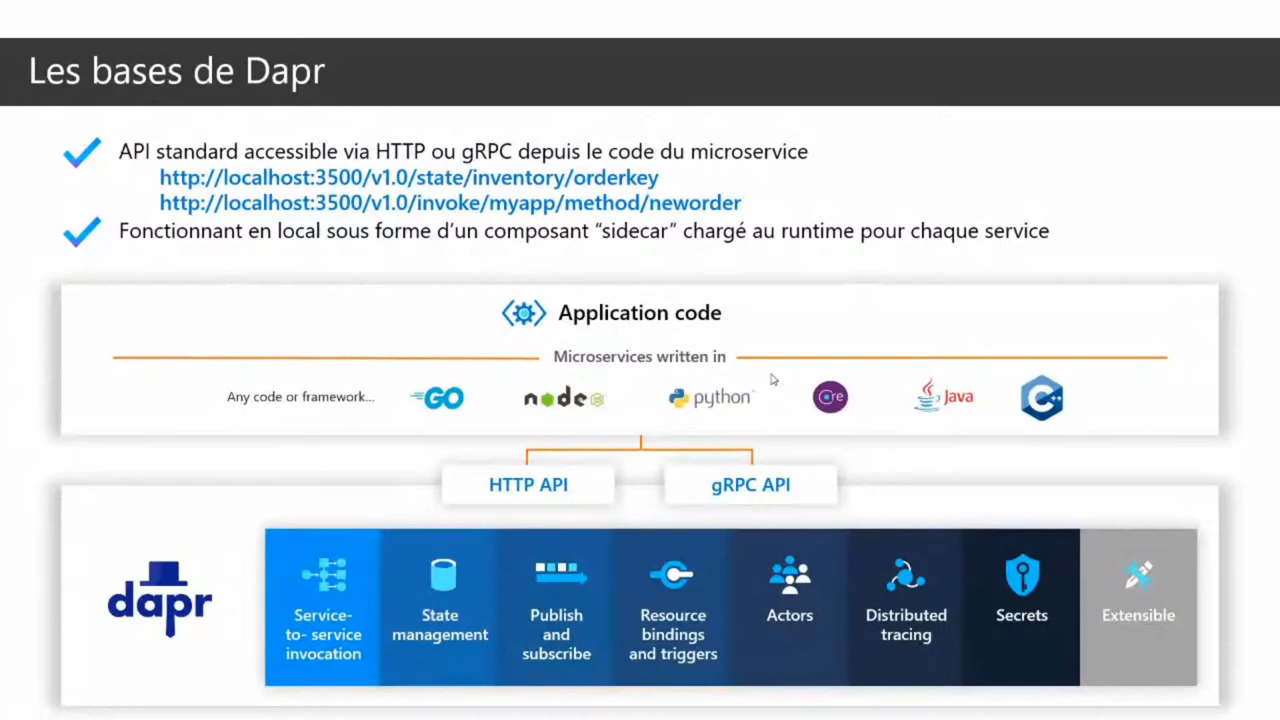 Les bases de Dapr
API standard accessible via HTTP ou gRPC depuis le code du microservice
http://localhost:3500/v1.0/state/inventory/orderkey
http://localhost:3500/v1.0/invoke/myapp/method/neworder
Fonctionnant en local sous forme d’un composant “sidecar” chargé au runtime pour chaque service
Application code
Microservices written in
Any code or framework...
GO
node
JS
python
Core
Java
C++
HTTP API
gRPC API
dapr
Service-
to- service
invocation
State
management
Publish
and
subscribe
Resource
bindings
and triggers
Actors
Distributed
tracing
Secrets
Extensible